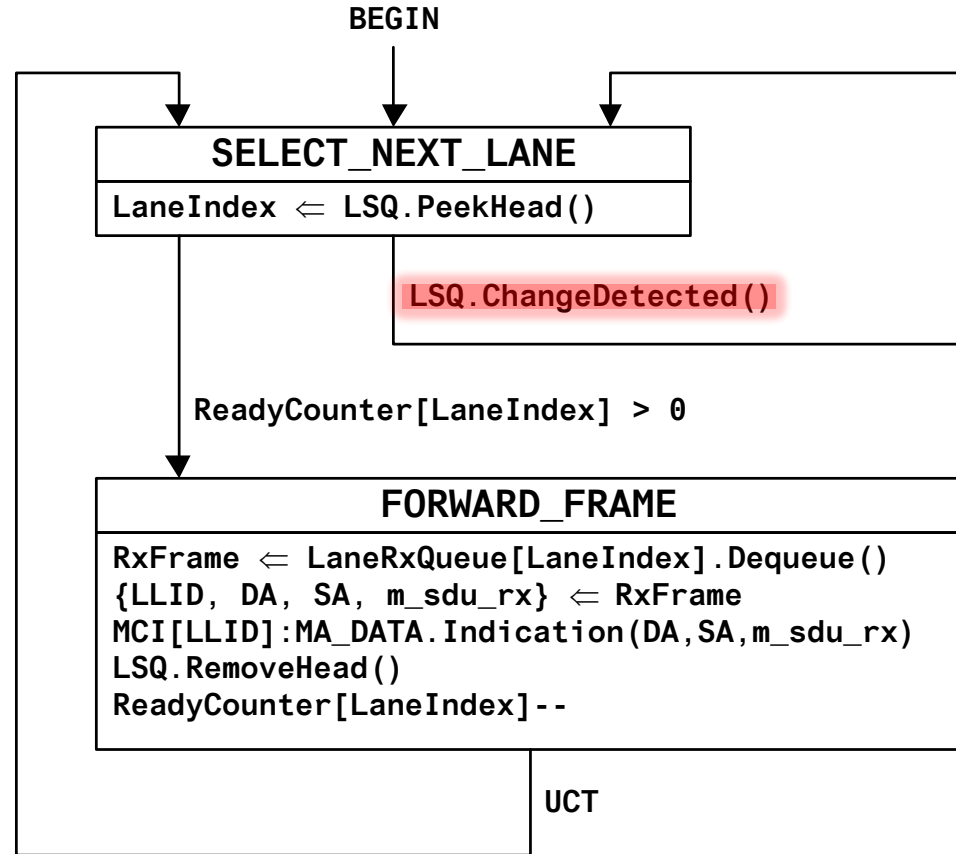 BEGIN
SELECT_NEXT_LANE
LaneIndex ⇐ LSQ.PeekHead()
LSQ.ChangeDetected()
ReadyCounter[LaneIndex] > 0
FORWARD_FRAME
RxFrame ⇐ LaneRxQueue[LaneIndex].Dequeue()
{LLID, DA, SA, m_sdu_rx} ⇐ RxFrame
MCI[LLID]:MA_DATA.Indication(DA,SA,m_sdu_rx)
LSQ.RemoveHead()
ReadyCounter[LaneIndex]--
UCT